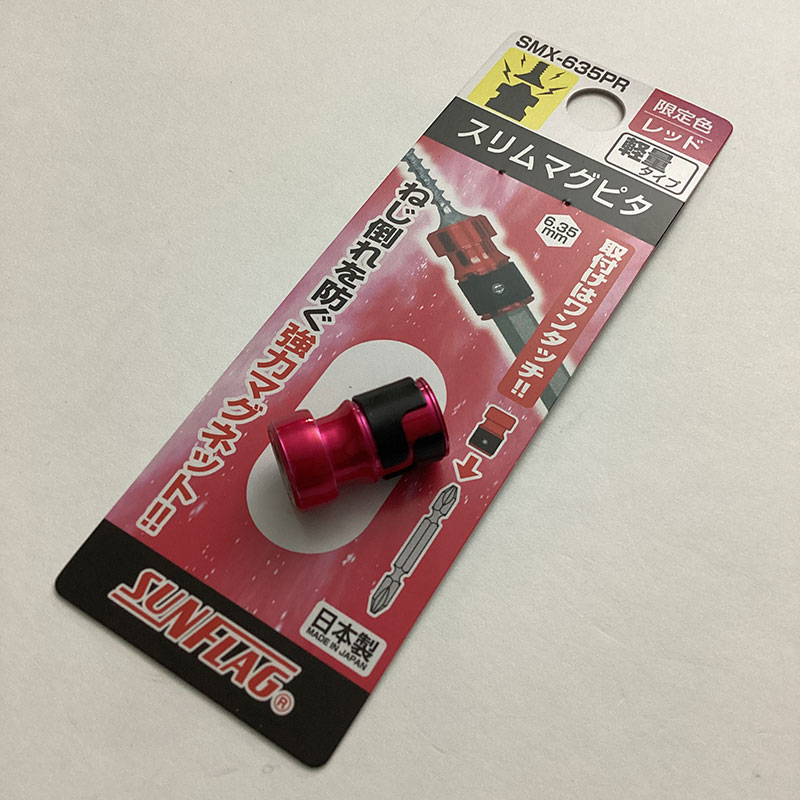 SMX-635PR
限定色
レッド
軽量
タイプ
スリムマグピタ
6.35
mm
取付けはワンタッチ!!
ねじ倒れを防ぐ強力マグネット!!
日本製
MADE IN JAPAN
SUNFLAG®